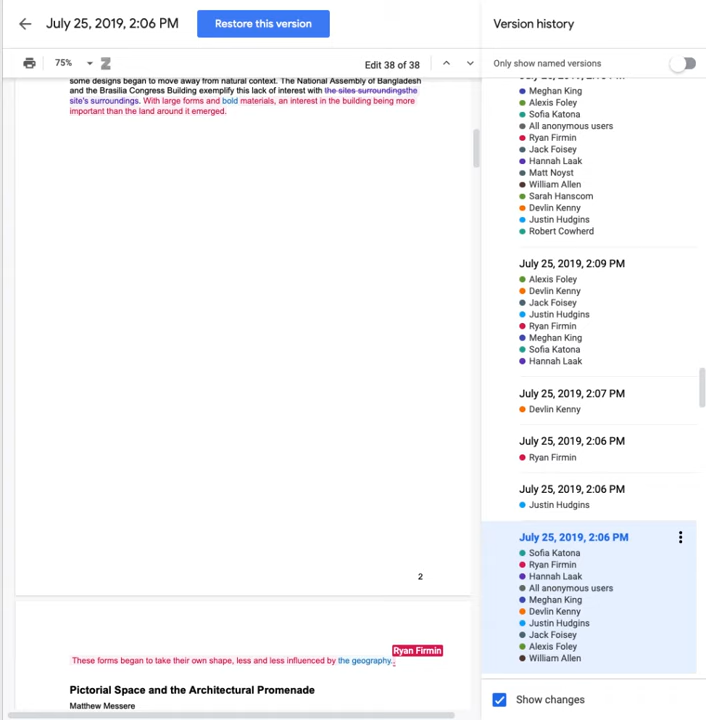 July 25, 2019, 2:06 PM
Restore this version
75%
Edit 38 of 38
some designs began to move away from natural context. The National Assembly of Bangladesh
and the Brasilia Congress Building exemplify this lack of interest with the sites surroundingsthe
site's surroundings. With large forms and bold materials, an interest in the building being more
important than the land around it emerged.
2
Ryan Firmin
These forms began to take their own shape, less and less influenced by the geography..
Pictorial Space and the Architectural Promenade
Matthew Messere
Version history
Only show named versions
Meghan King
Alexis Foley
Sofia Katona
All anonymous users
Ryan Firmin
Jack Foisey
Hannah Laak
Matt Noyst
William Allen
Sarah Hanscom
Devlin Kenny
Justin Hudgins
Robert Cowherd
July 25, 2019, 2:09 PM
Alexis Foley
Devlin Kenny
Jack Foisey
Justin Hudgins
Ryan Firmin
Meghan King
Sofia Katona
Hannah Laak
July 25, 2019, 2:07 PM
Devlin Kenny
July 25, 2019, 2:06 PM
Ryan Firmin
July 25, 2019, 2:06 PM
Justin Hudgins
July 25, 2019, 2:06 PM
Sofia Katona
Ryan Firmin
Hannah Laak
All anonymous users
Meghan King
Devlin Kenny
Justin Hudgins
Jack Foisey
Alexis Foley
William Allen
Show changes